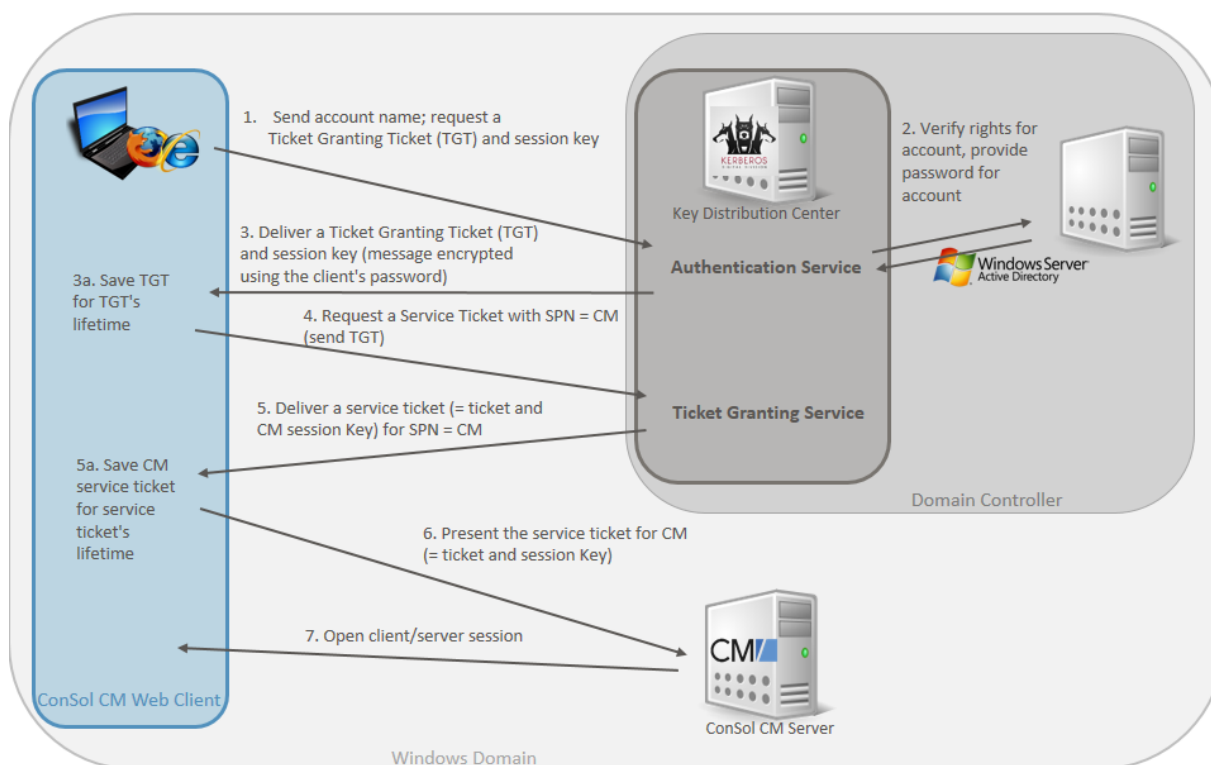 1. Send account name; request a
Ticket Granting Ticket (TGT) and session key
KERBEROS
Key Distribution Center
2. Verify rights for
account, provide
password for
account
3. Deliver a Ticket Granting Ticket (TGT)
and session key (message encrypted
using the client's password)
Authentication Service
Windows Server
Active Directory
3a. Save TGT
for TGT's
lifetime
4. Request a Service Ticket with SPN = CM
(send TGT)
5. Deliver a service ticket (= ticket and
CM session Key) for SPN = CM
Ticket Granting Service
5a. Save CM
service ticket
for service
ticket's
lifetime
Domain Controller
6. Present the service ticket for CM
(= ticket and session Key)
7. Open client/server session
CM/
ConSol CM Web Client
ConSol CM Server
Windows Domain